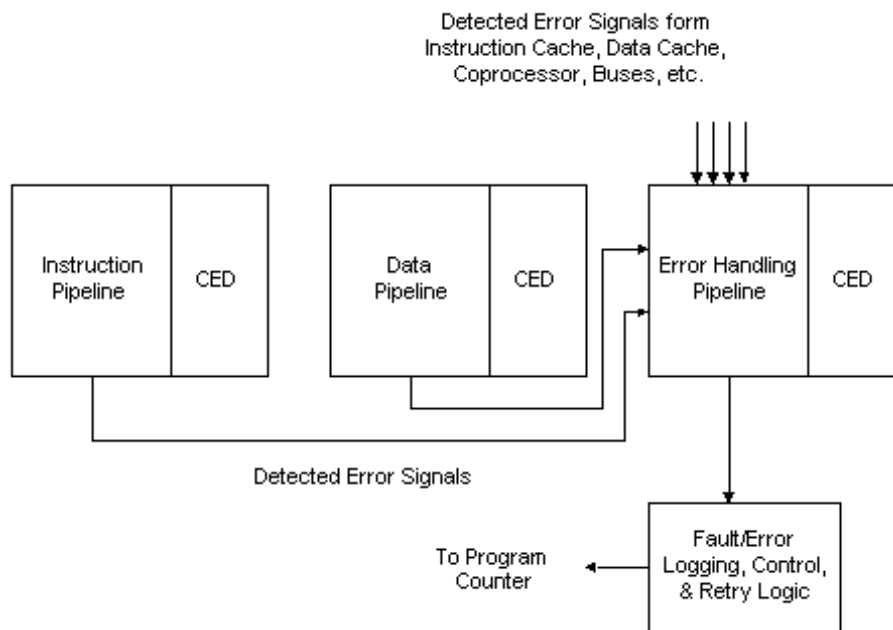 Detected Error Signals form
Instruction Cache, Data Cache,
Coprocessor, Buses, etc.
Instruction
Pipeline
CED
Data
Pipeline
CED
Error Handling
Pipeline
CED
Detected Error Signals
To Program
Counter
Fault/Error
Logging, Control,
& Retry Logic